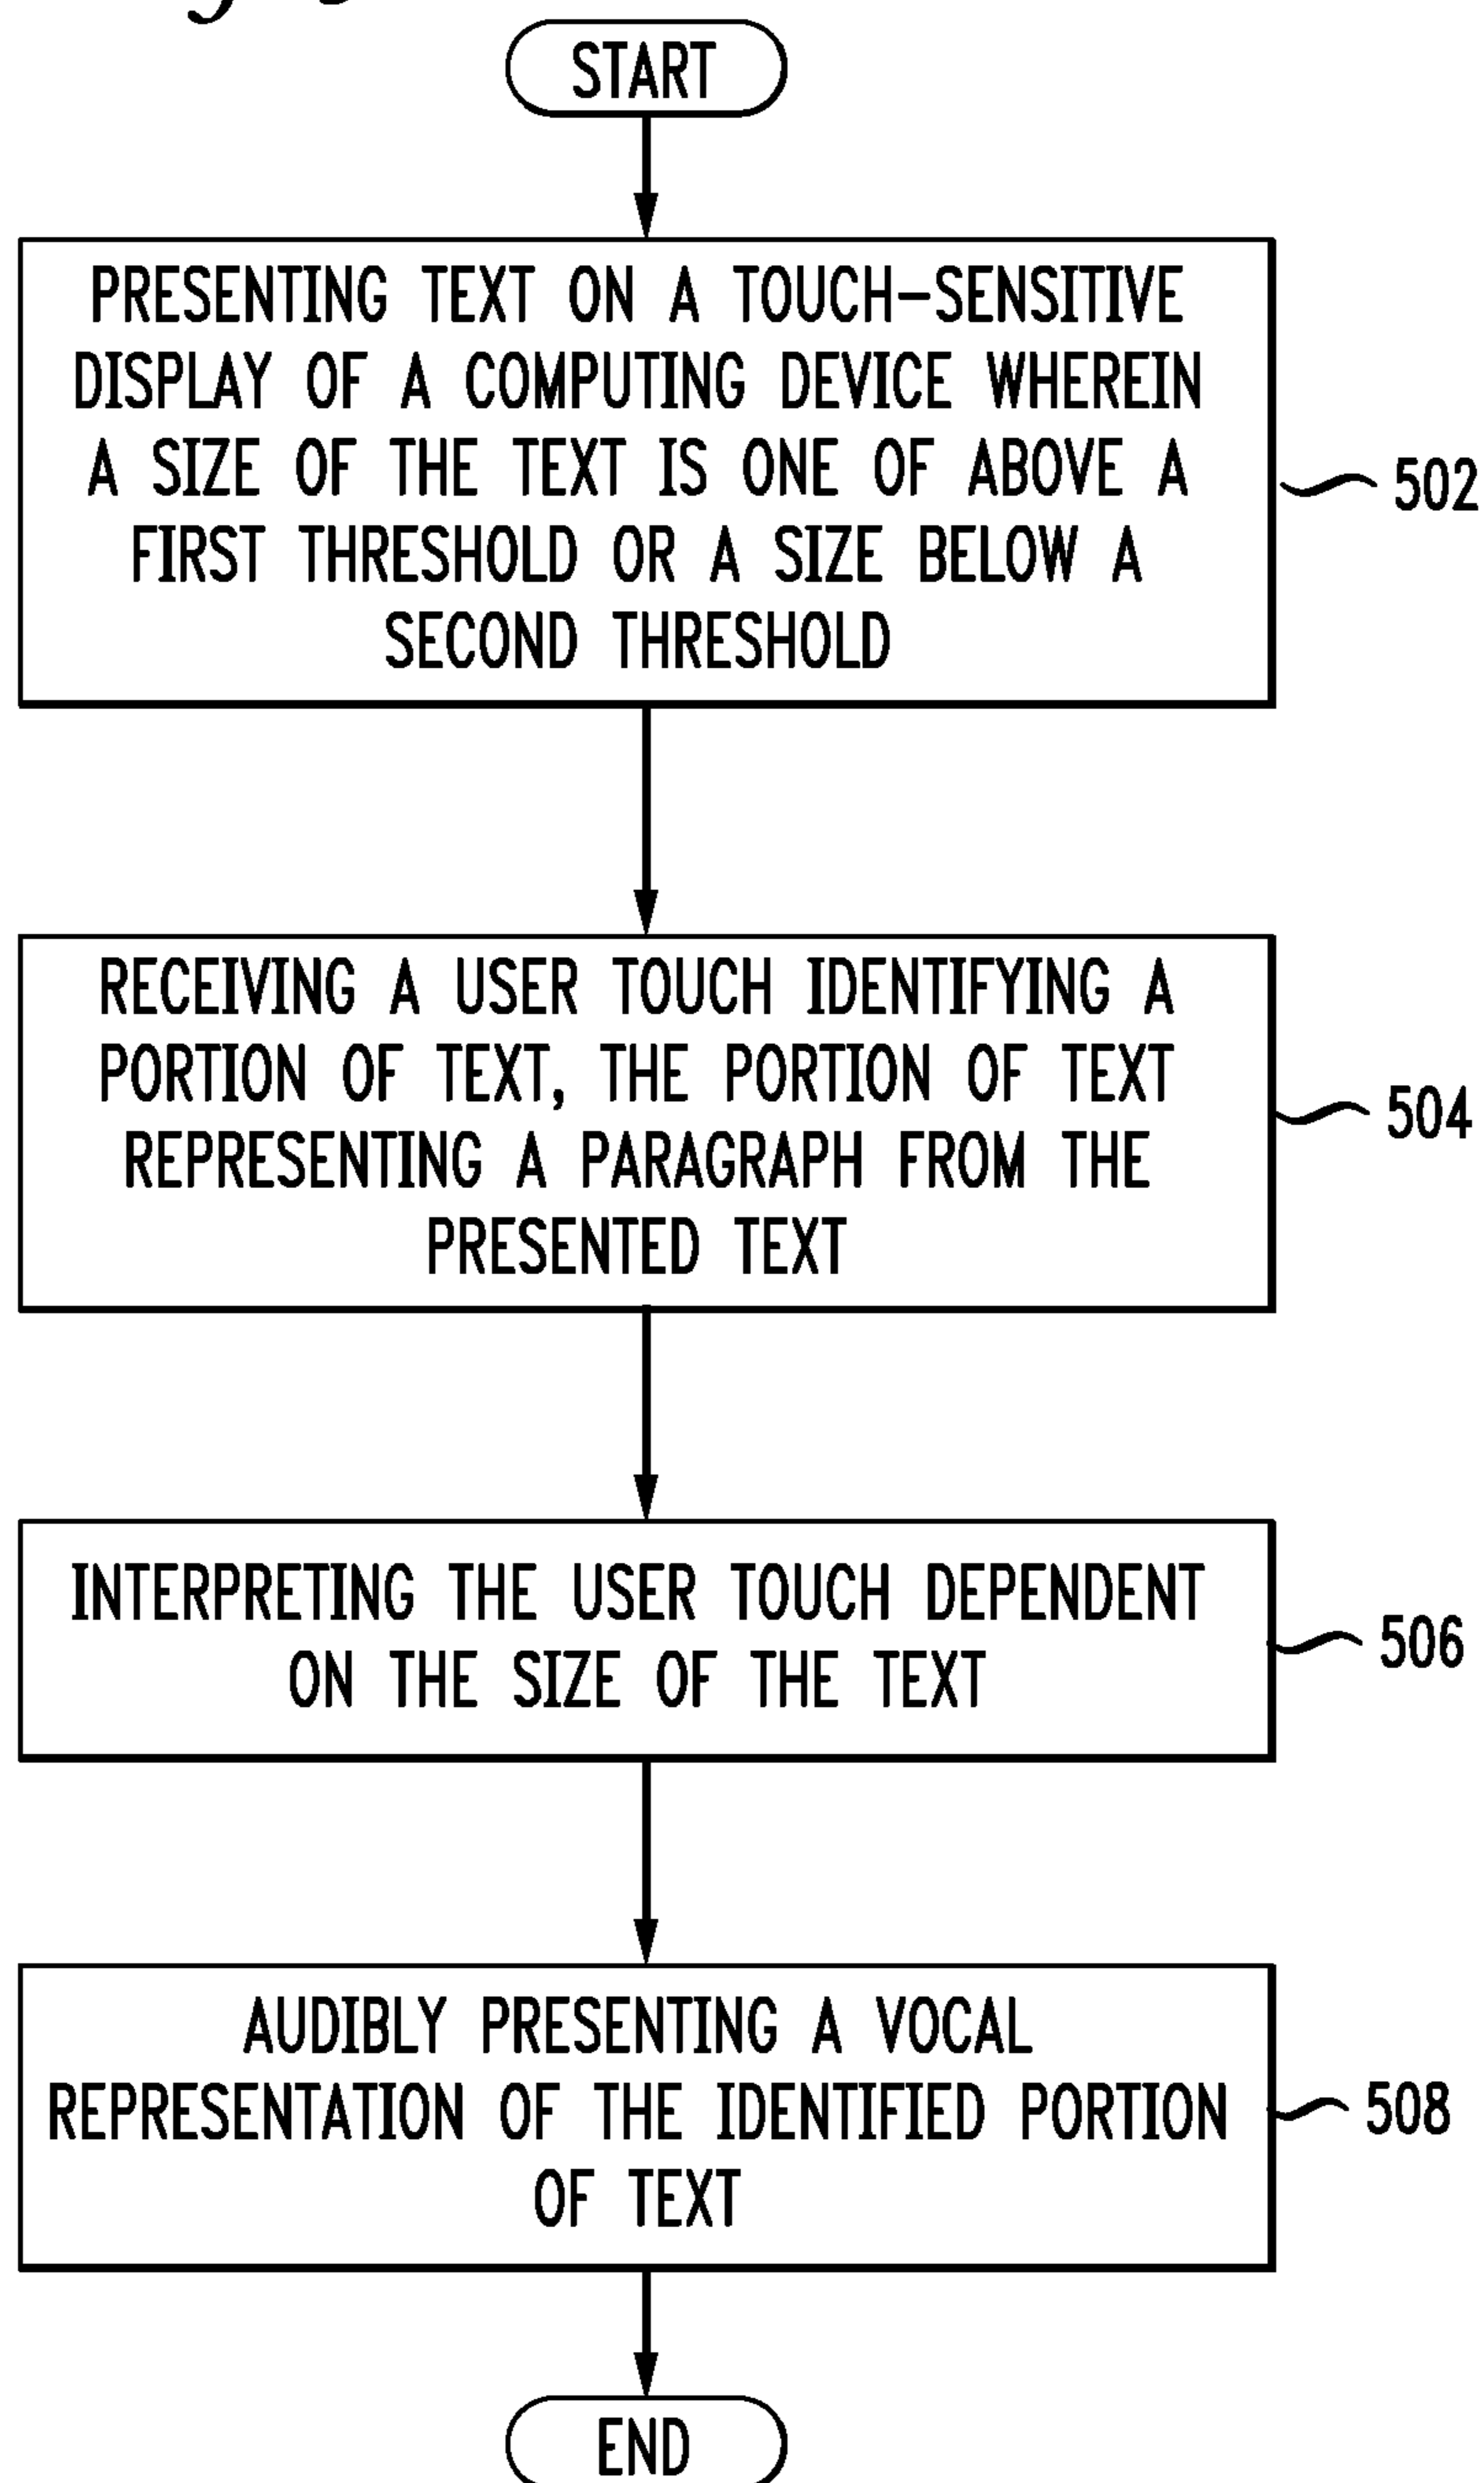 START
PRESENTING TEXT ON A TOUCH-SENSITIVE
DISPLAY OF A COMPUTING DEVICE WHEREIN
A SIZE OF THE TEXT IS ONE OF ABOVE A
FIRST THRESHOLD OR A SIZE BELOW A
SECOND THRESHOLD
502
RECEIVING A USER TOUCH IDENTIFYING A
PORTION OF TEXT, THE PORTION OF TEXT
REPRESENTING A PARAGRAPH FROM THE
PRESENTED TEXT
504
INTERPRETING THE USER TOUCH DEPENDENT
ON THE SIZE OF THE TEXT
506
AUDIBLY PRESENTING A VOCAL
REPRESENTATION OF THE IDENTIFIED PORTION
OF TEXT
508
END